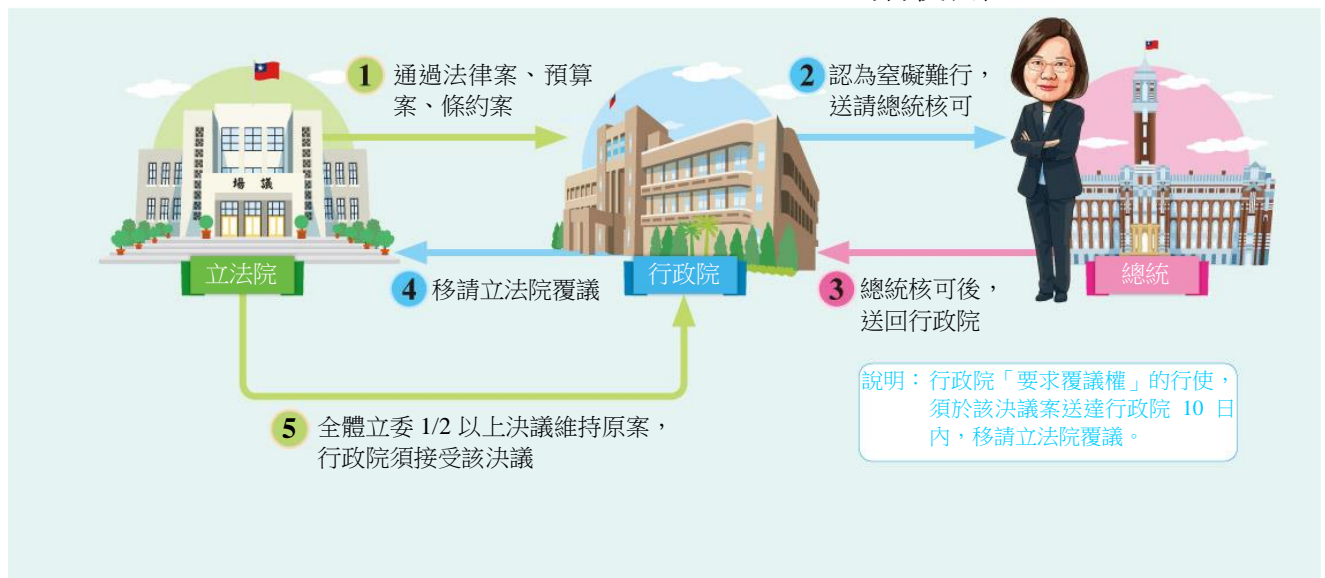 1 通過法律案、預算
案、條約案
2 認為窒礙難行,
送請總統核可
議場
立法院
4 移請立法院覆議
行政院
3 總統核可後,
送回行政院
總統
5 全體立委 1/2 以上決議維持原案,
行政院須接受該決議
說明:行政院「要求覆議權」的行使,
須於該決議案送達行政院 10 日
內,移請立法院覆議。